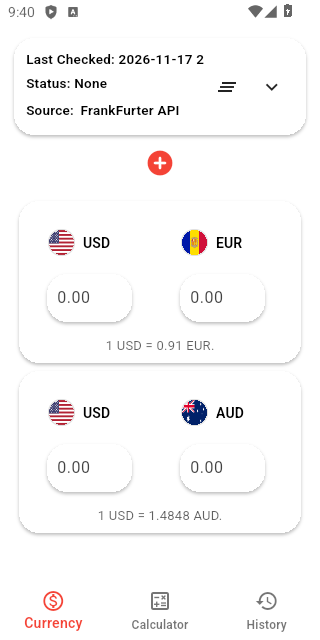 9:40
Last Checked: 2026-11-17 2
Status: None
Source: FrankFurter API
USD EUR
0.00 0.00
1 USD = 0.91 EUR.
USD AUD
0.00 0.00
1 USD = 1.4848 AUD.
Currency Calculator History